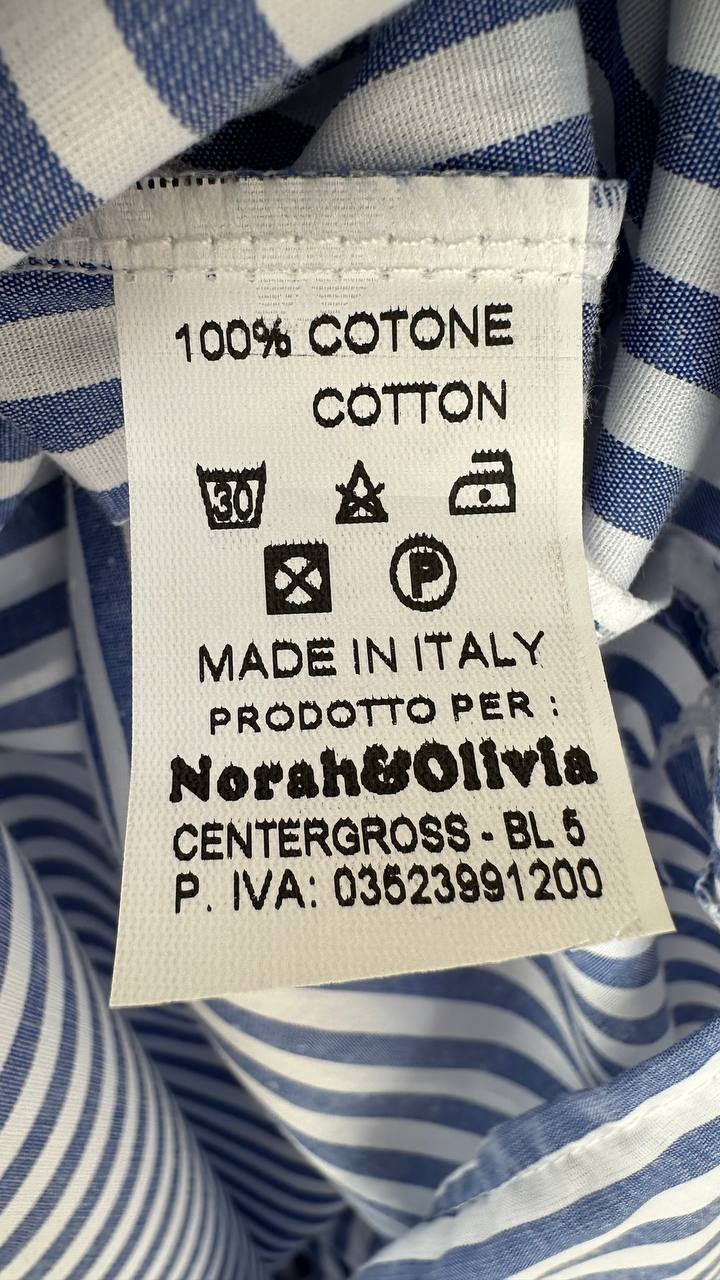 100% COTONE
COTTON
30
P
MADE IN ITALY
PRODOTTO PER :
Norah&Olivia
CENTERGROSS - BL 5
P. IVA: 03623991200